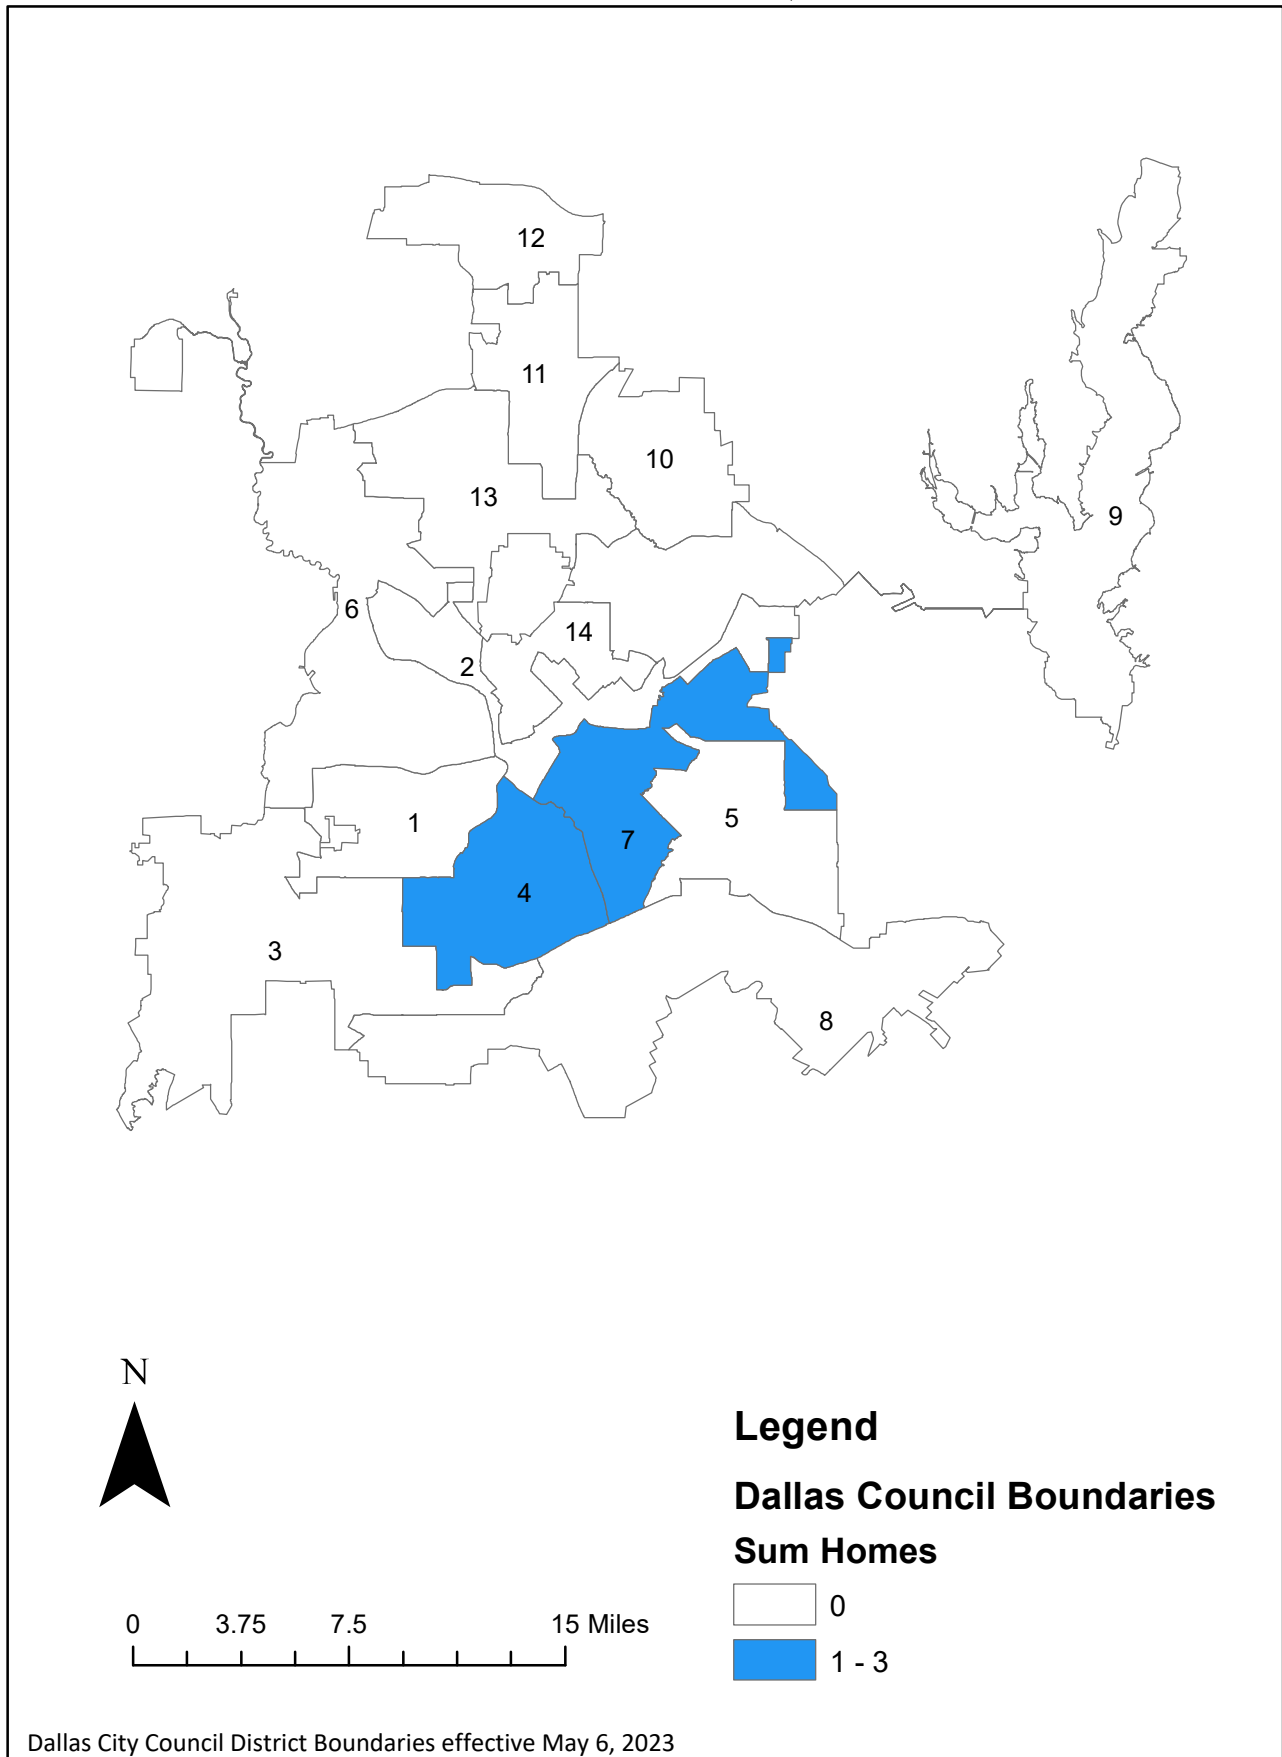 12
11
10
13
9
6
14
2
5
1
7
4
3
8
N
Legend
Dallas Council Boundaries
Sum Homes
0
1 - 3
0 3.75 7.5 15 Miles
Dallas City Council District Boundaries effective May 6, 2023